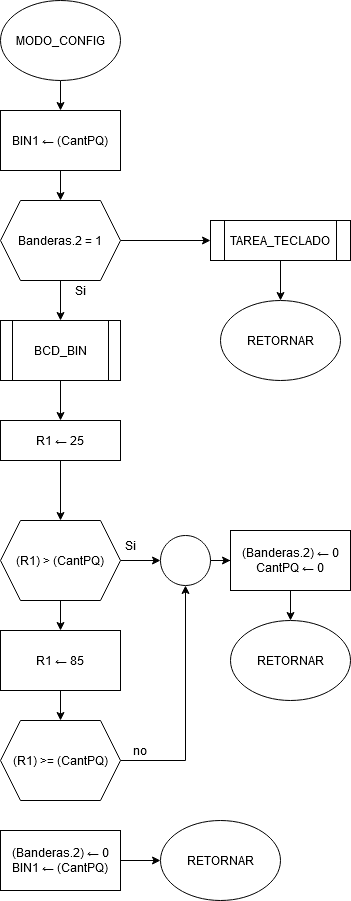 MODO_CONFIG
BIN1 ← (CantPQ)
Banderas.2 = 1
TAREA_TECLADO
Si
RETORNAR
BCD_BIN
R1 ← 25
(R1) > (CantPQ)
Si
(Banderas.2) ← 0
CantPQ ← 0
R1 ← 85
RETORNAR
(R1) >= (CantPQ)
no
(Banderas.2) ← 0
BIN1 ← (CantPQ)
RETORNAR